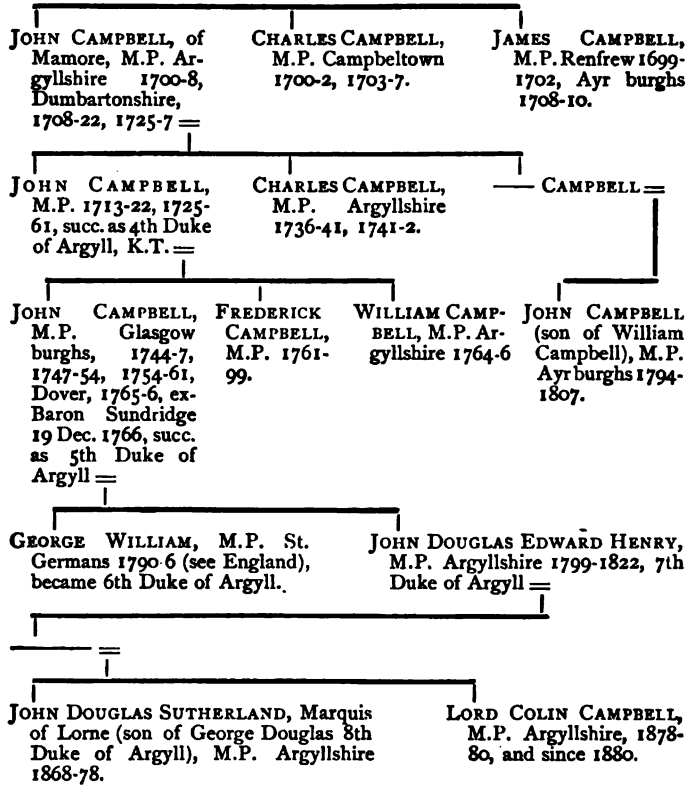 JOHN CAMPBELL, of
Mamore, M.P. Ar-
gyllshire 1700-8,
Dumbartonshire,
1708-22, 1725-7 =
CHARLES CAMPBELL,
M.P. Campbeltown
1700-2, 1703-7.
JAMES CAMPBELL,
M.P. Renfrew 1699-
1702, Ayr burghs
1708-10.
JOHN CAMPBELL,
M.P. 1713-22, 1725-
61, succ. as 4th Duke
of Argyll, K.T. =
CHARLES CAMPBELL,
M.P. Argyllshire
1736-41, 1741-2.
—— CAMPBELL =
JOHN CAMPBELL,
M.P. Glasgow
burghs, 1744-7,
1747-54, 1754-61,
Dover, 1765-6, ex-
Baron Sundridge
19 Dec. 1766, succ.
as 5th Duke of
Argyll =
FREDERICK
CAMPBELL,
M.P. 1761-
99.
WILLIAM CAMP-
BELL, M.P. Ar-
gyllshire 1764-6
JOHN CAMPBELL
(son of William
Campbell), M.P.
Ayr burghs 1794-
1807.
GEORGE WILLIAM, M.P. St.
Germans 1790-6 (see England),
became 6th Duke of Argyll.
JOHN DOUGLAS EDWARD HENRY,
M.P. Argyllshire 1799-1822, 7th
Duke of Argyll =
—— =
JOHN DOUGLAS SUTHERLAND, Marquis
of Lorne (son of George Douglas 8th
Duke of Argyll), M.P. Argyllshire
1868-78.
LORD COLIN CAMPBELL,
M.P. Argyllshire, 1878-
80, and since 1880.